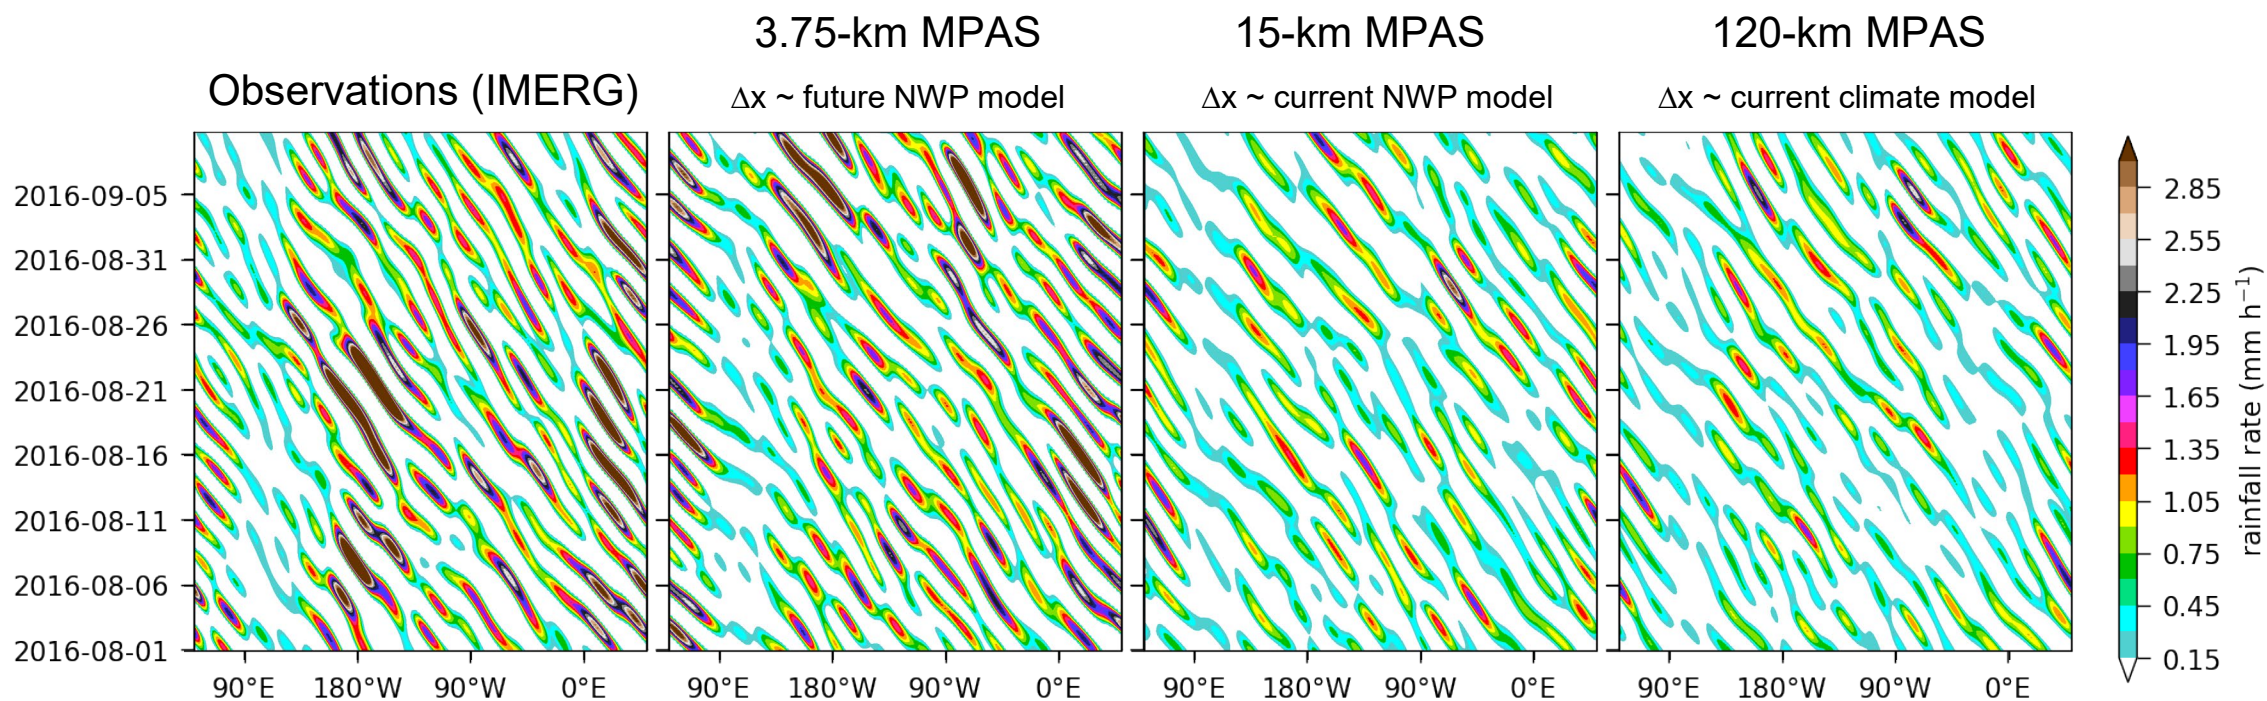 3.75-km MPAS
15-km MPAS
120-km MPAS
Observations (IMERG)
Δx ~ future NWP model
Δx ~ current NWP model
Δx ~ current climate model
2016-09-05
2016-08-31
2016-08-26
2016-08-21
2016-08-16
2016-08-11
2016-08-06
2016-08-01
90°E 180°W 90°W 0°E
90°E 180°W 90°W 0°E
90°E 180°W 90°W 0°E
90°E 180°W 90°W 0°E
2.85
2.55
2.25
1.95
1.65
1.35
1.05
0.75
0.45
0.15
rainfall rate (mm h⁻¹)